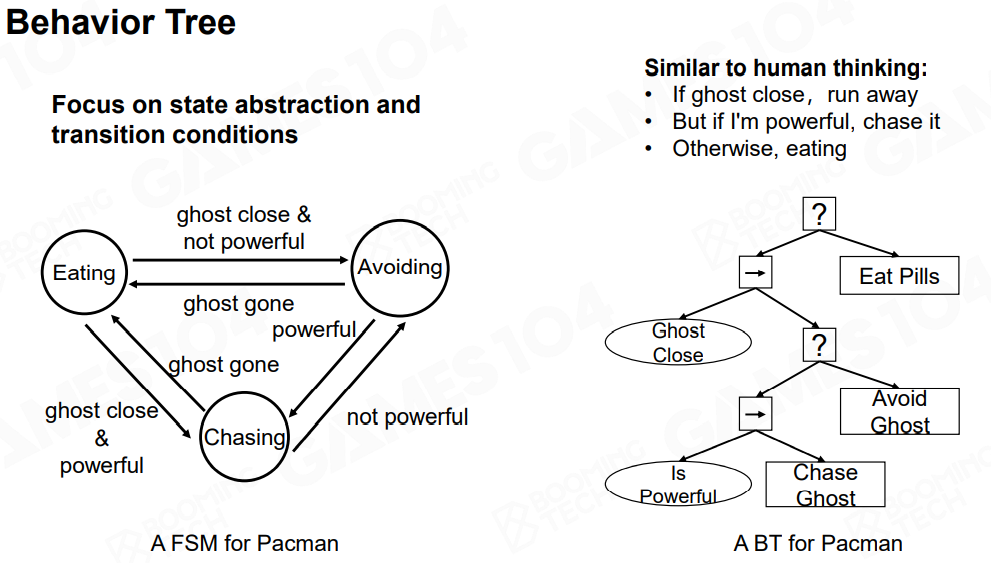 Behavior Tree
Focus on state abstraction and
transition conditions
Similar to human thinking:
• If ghost close，run away
• But if I'm powerful, chase it
• Otherwise, eating
ghost close &
not powerful
Eating
Avoiding
ghost gone
powerful
ghost gone
ghost close
&
powerful
not powerful
Chasing
A FSM for Pacman
?
→
Eat Pills
Ghost
Close
?
→
Avoid
Ghost
Is
Powerful
Chase
Ghost
A BT for Pacman
BOOMING
TECH
GAMES104